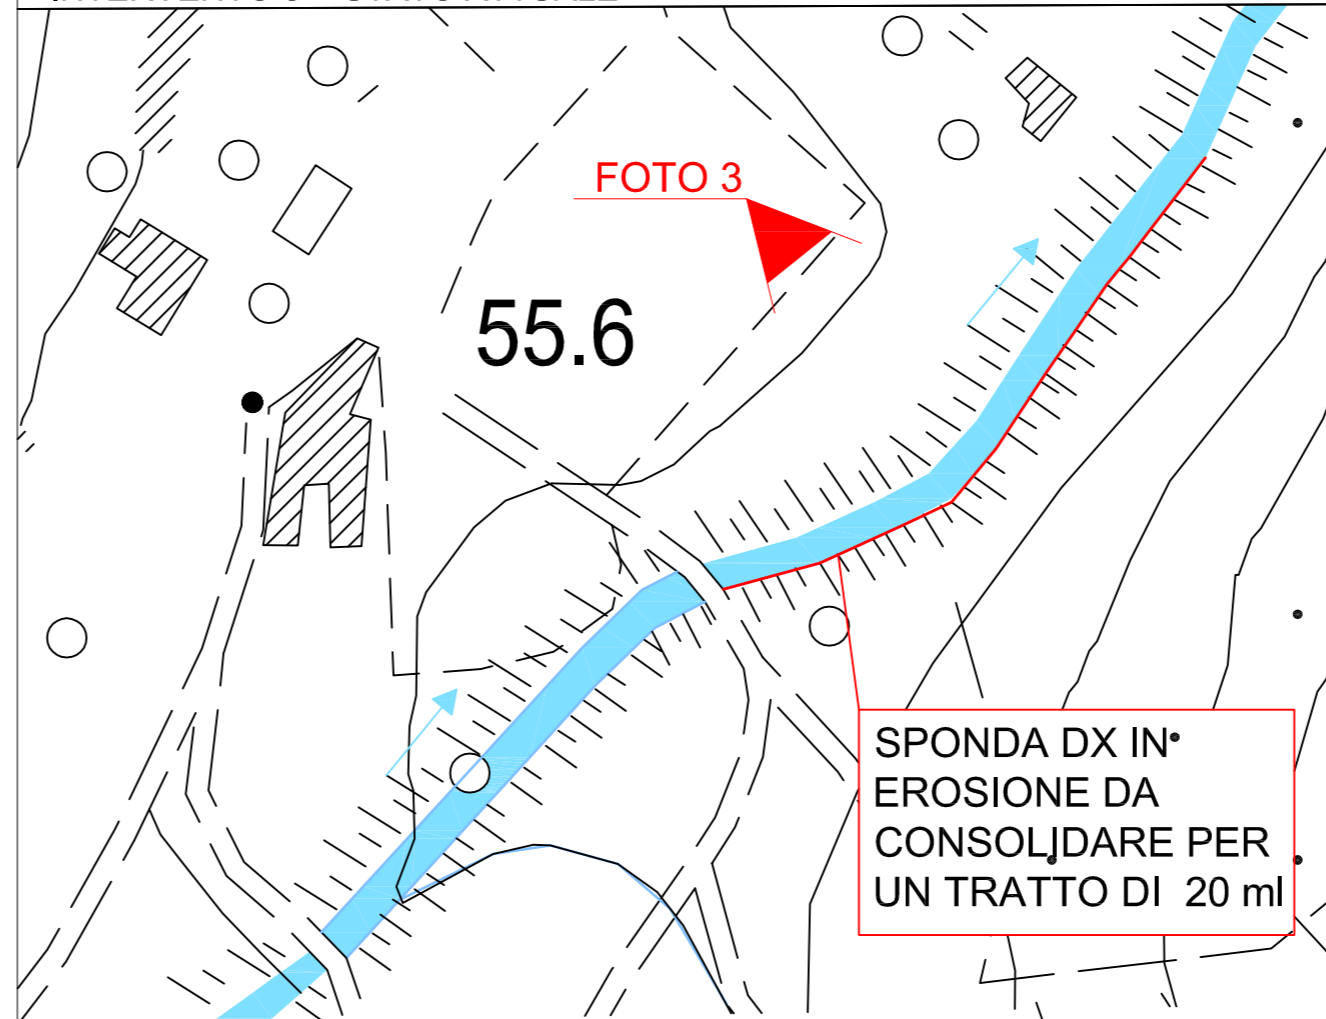 FOTO 3
55.6
SPONDA DX IN
EROSIONE DA
CONSOLIDARE PER
UN TRATTO DI 20 ml